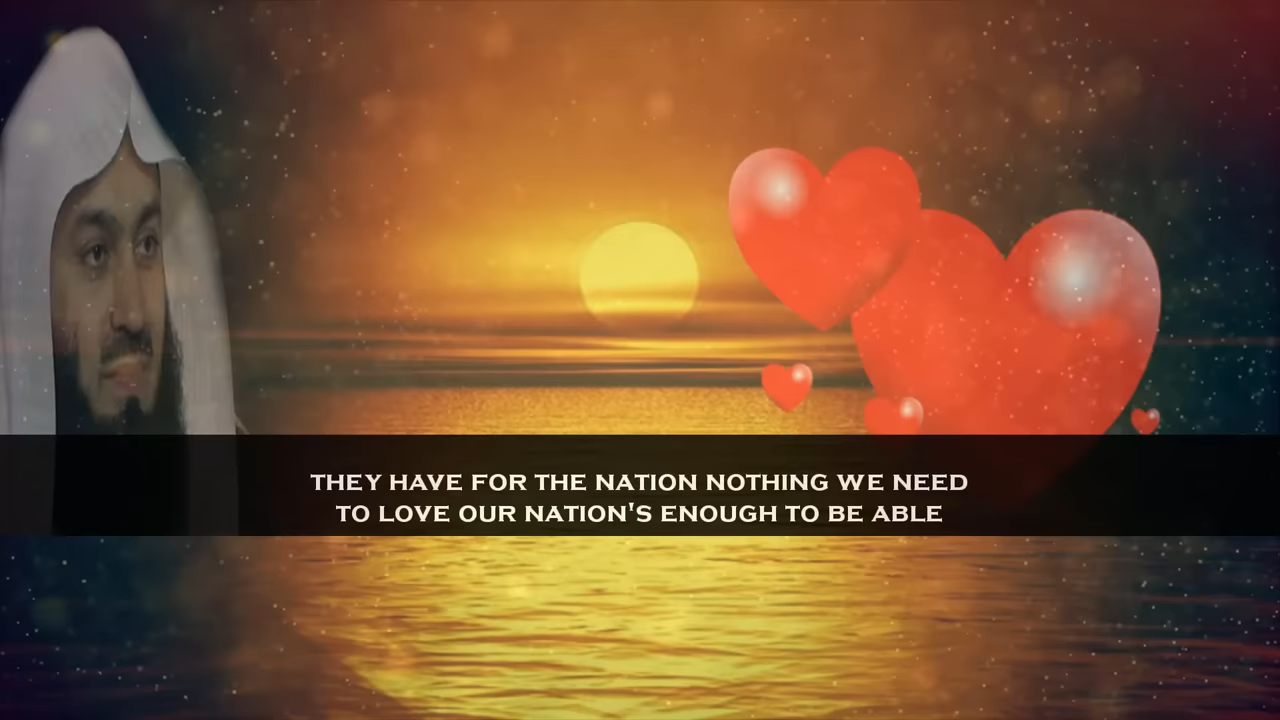 THEY HAVE FOR THE NATION NOTHING WE NEED
TO LOVE OUR NATION'S ENOUGH TO BE ABLE